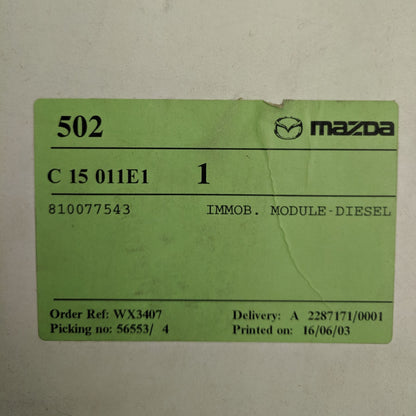 502 mazda
C 15 011E1 1
810077543 IMMOB. MODULE-DIESEL
Order Ref: WX3407 Delivery: A 2287171/0001
Picking no: 56553/ 4 Printed on: 16/06/03